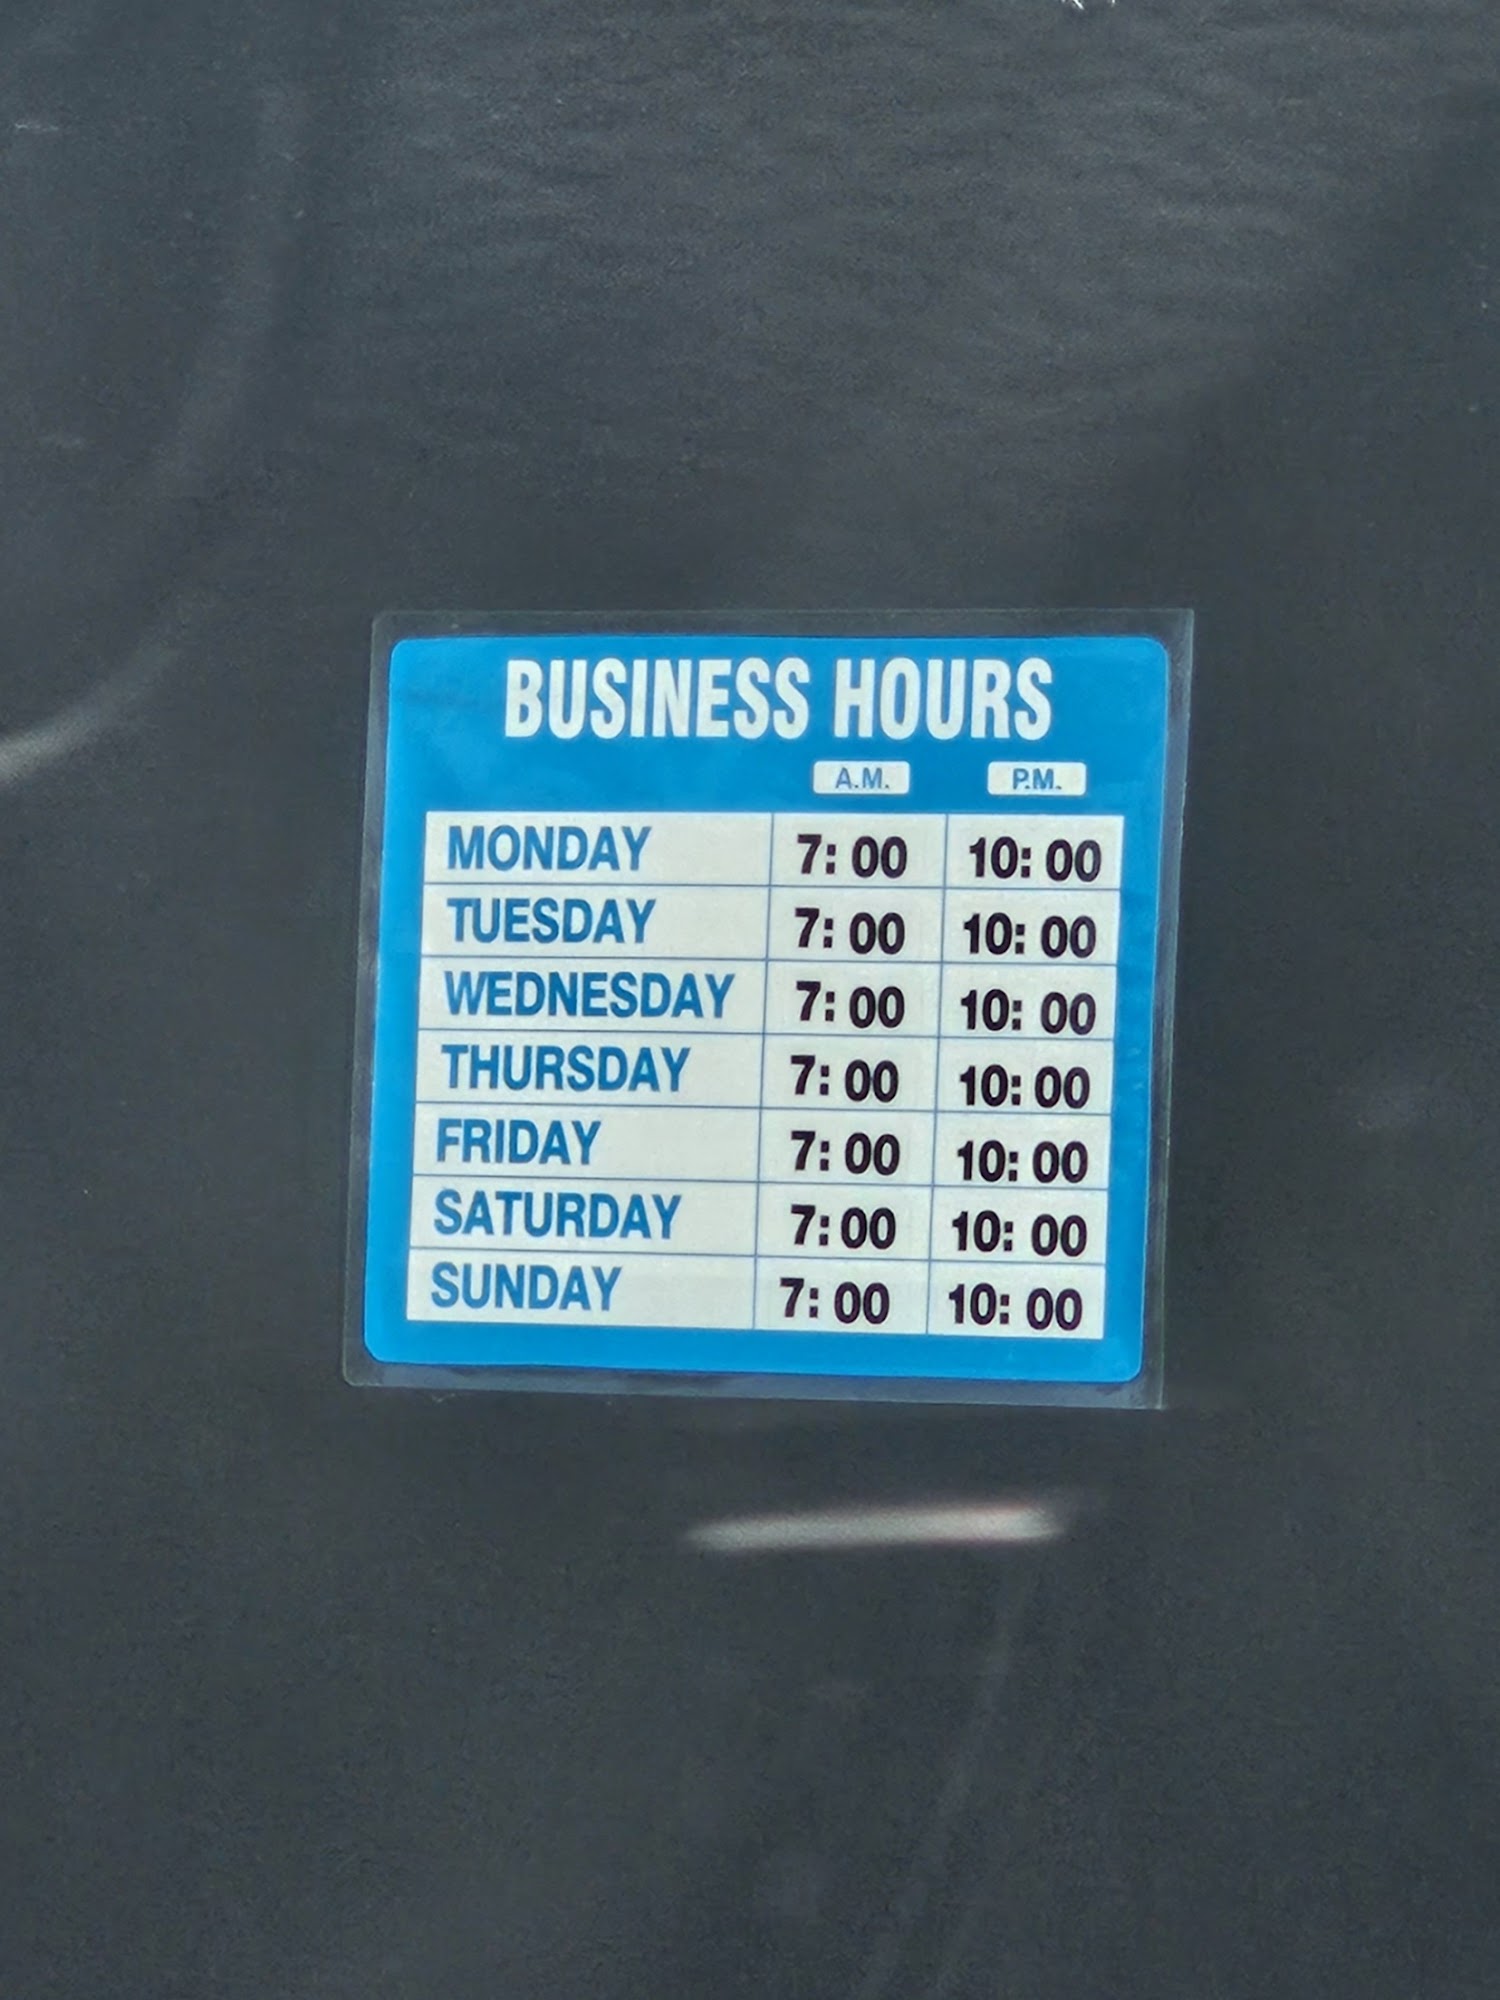 BUSINESS HOURS
A.M. P.M.
MONDAY 7: 00 10: 00
TUESDAY 7: 00 10: 00
WEDNESDAY 7: 00 10: 00
THURSDAY 7: 00 10: 00
FRIDAY 7: 00 10: 00
SATURDAY 7: 00 10: 00
SUNDAY 7: 00 10: 00